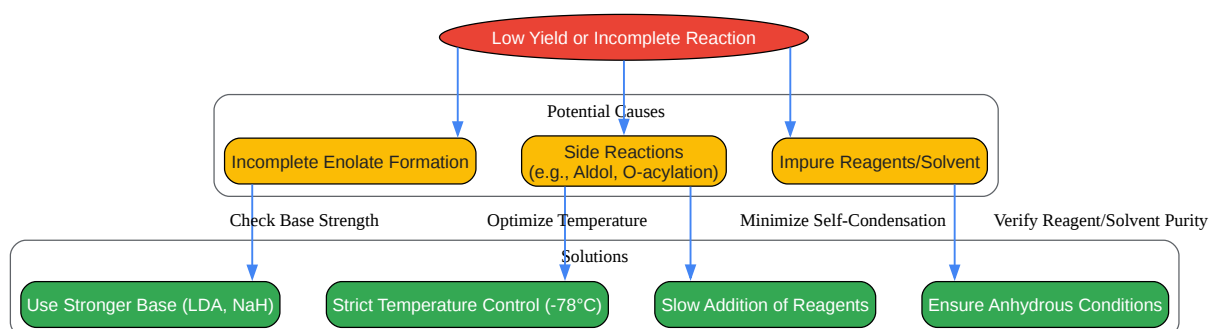 Low Yield or Incomplete Reaction
Potential Causes
Incomplete Enolate Formation
Side Reactions
(e.g., Aldol, O-acylation)
Impure Reagents/Solvent
Check Base Strength
Optimize Temperature
Minimize Self-Condensation
Verify Reagent/Solvent Purity
Solutions
Use Stronger Base (LDA, NaH)
Strict Temperature Control (-78°C)
Slow Addition of Reagents
Ensure Anhydrous Conditions